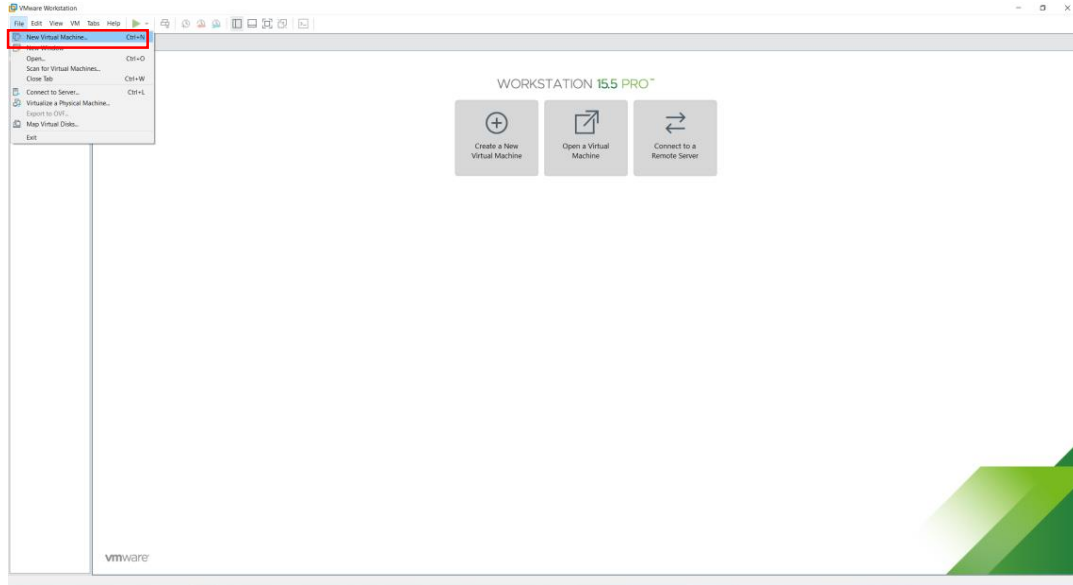 VMware Workstation
File Edit View VM Tabs Help
New Virtual Machine... Ctrl+N
New Window
Open... Ctrl+O
Scan for Virtual Machines...
Close Tab Ctrl+W
Connect to Server... Ctrl+L
Virtualize a Physical Machine...
Export to OVF...
Map Virtual Disks...
Exit
WORKSTATION 15.5 PRO™
Create a New
Virtual Machine
Open a Virtual
Machine
Connect to a
Remote Server
vmware